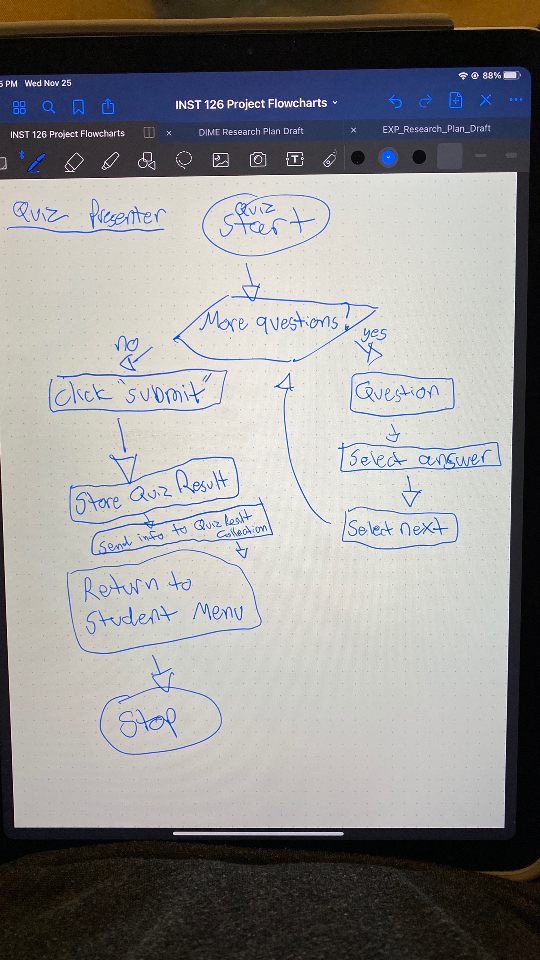 5 PM Wed Nov 25
88%
INST 126 Project Flowcharts
INST 126 Project Flowcharts
DIME Research Plan Draft
EXP_Research_Plan_Draft
Quiz Presenter
Quiz
Start
More questions?
no
yes
Click "submit"
Question
Select answer
Store Quiz Result
Select next
Send info to Quiz Result
Collection
Return to
Student Menu
Stop